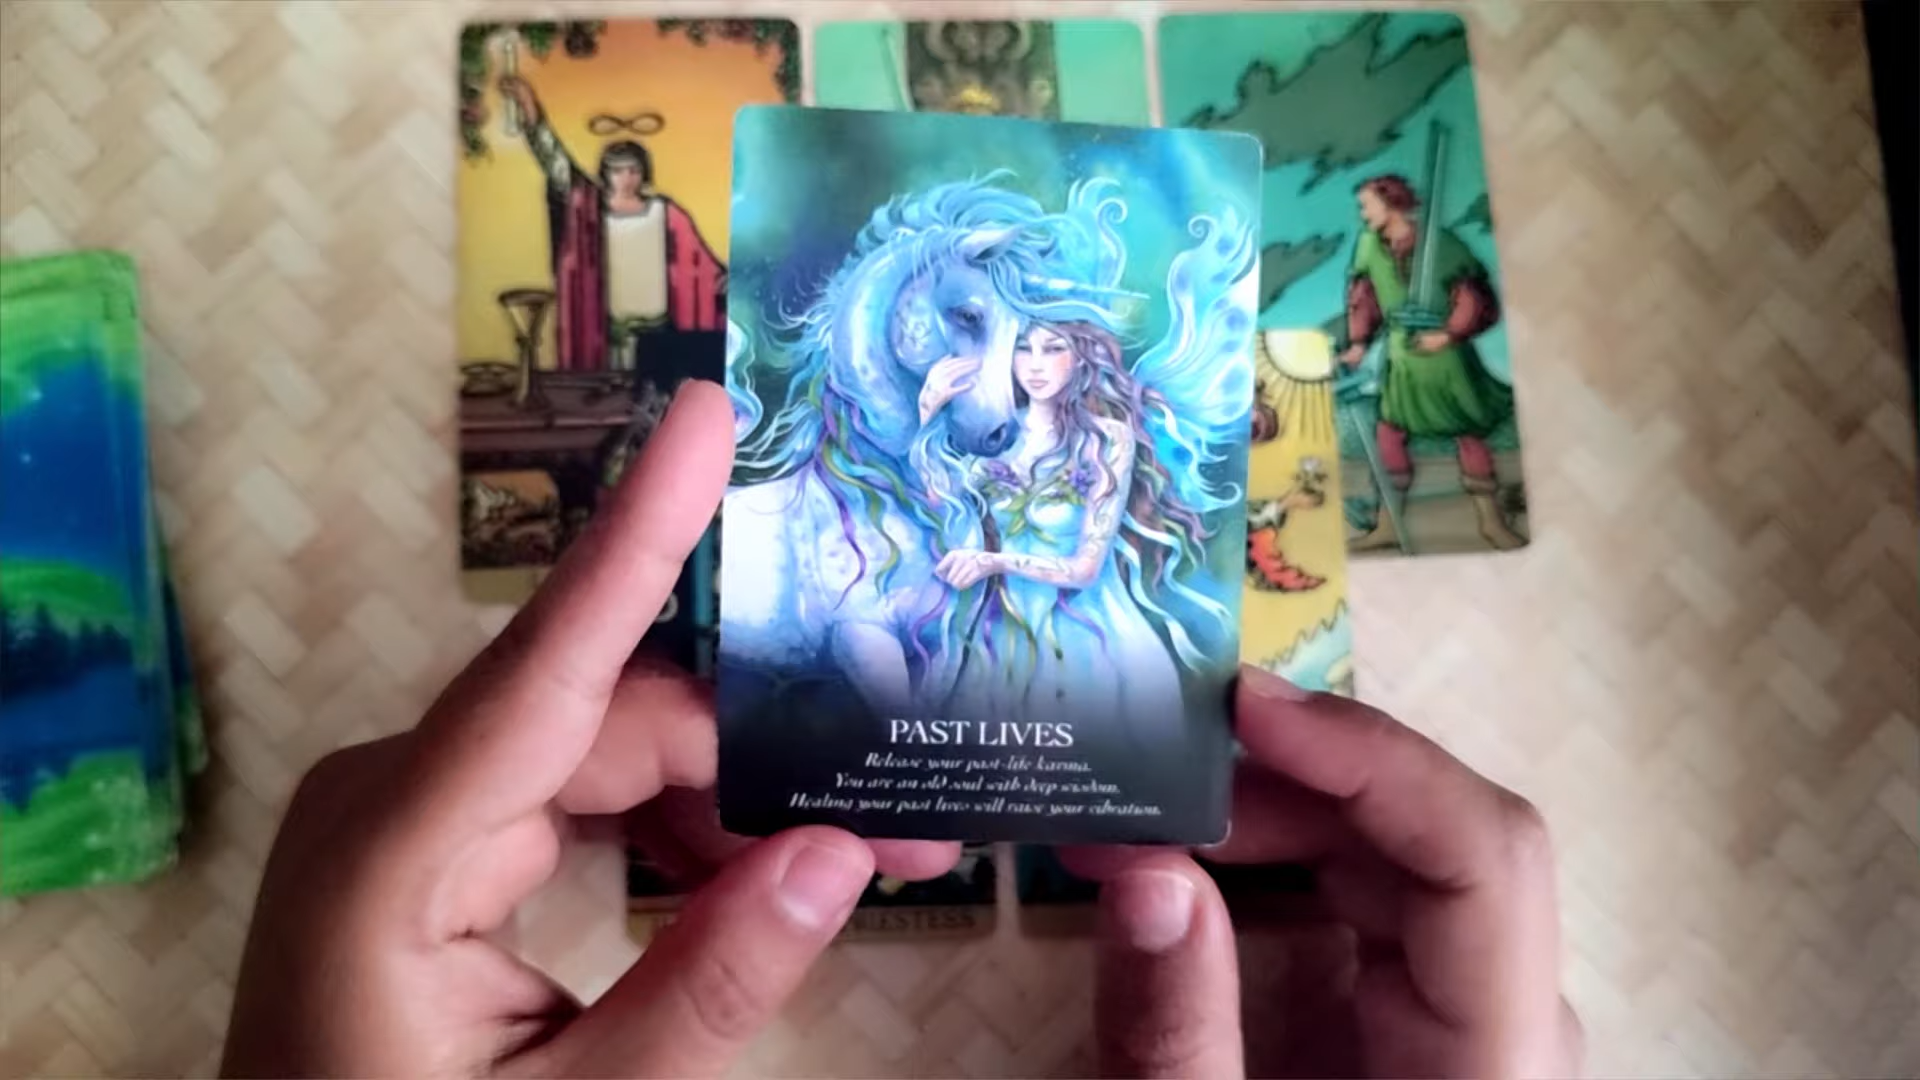 PAST LIVES
Release your past-life karma.
You are an old soul with deep wisdom.
Healing your past lives will raise your vibration.
PRIESTESS